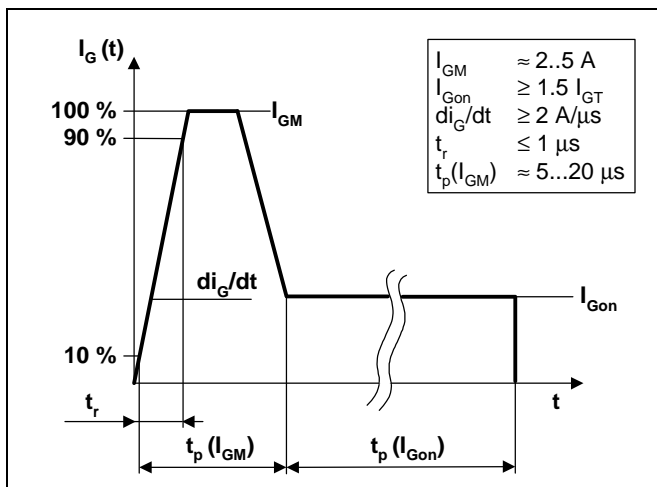 I_G (t)
100 %
90 %
10 %
I_GM
di_G/dt
I_Gon
t
t_r
t_p (I_GM)
t_p (I_Gon)
I_GM ≈ 2..5 A
I_Gon ≥ 1.5 I_GT
di_G/dt ≥ 2 A/µs
t_r ≤ 1 µs
t_p(I_GM) ≈ 5...20 µs